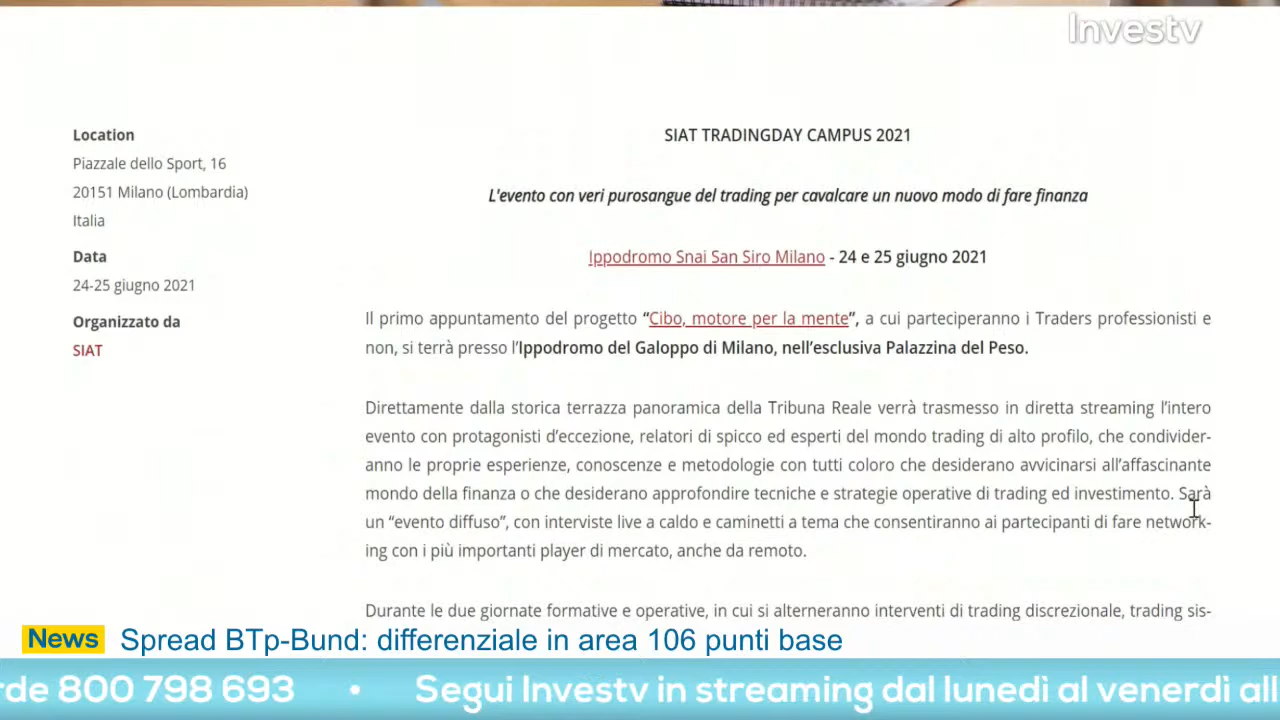 Investv
Location
Piazzale dello Sport, 16
20151 Milano (Lombardia)
Italia
Data
24-25 giugno 2021
Organizzato da
SIAT
SIAT TRADINGDAY CAMPUS 2021
L'evento con veri purosangue del trading per cavalcare un nuovo modo di fare finanza
Ippodromo Snai San Siro Milano - 24 e 25 giugno 2021
Il primo appuntamento del progetto “Cibo, motore per la mente”, a cui parteciperanno i Traders professionisti e
non, si terrà presso l’Ippodromo del Galoppo di Milano, nell’esclusiva Palazzina del Peso.
Direttamente dalla storica terrazza panoramica della Tribuna Reale verrà trasmesso in diretta streaming l’intero
evento con protagonisti d’eccezione, relatori di spicco ed esperti del mondo trading di alto profilo, che condivider-
anno le proprie esperienze, conoscenze e metodologie con tutti coloro che desiderano avvicinarsi all’affascinante
mondo della finanza o che desiderano approfondire tecniche e strategie operative di trading ed investimento. Sarà
un “evento diffuso”, con interviste live a caldo e caminetti a tema che consentiranno ai partecipanti di fare network-
ing con i più importanti player di mercato, anche da remoto.
Durante le due giornate formative e operative, in cui si alterneranno interventi di trading discrezionale, trading sis-
News Spread BTp-Bund: differenziale in area 106 punti base
rde 800 798 693 • Segui Investv in streaming dal lunedì al venerdì all